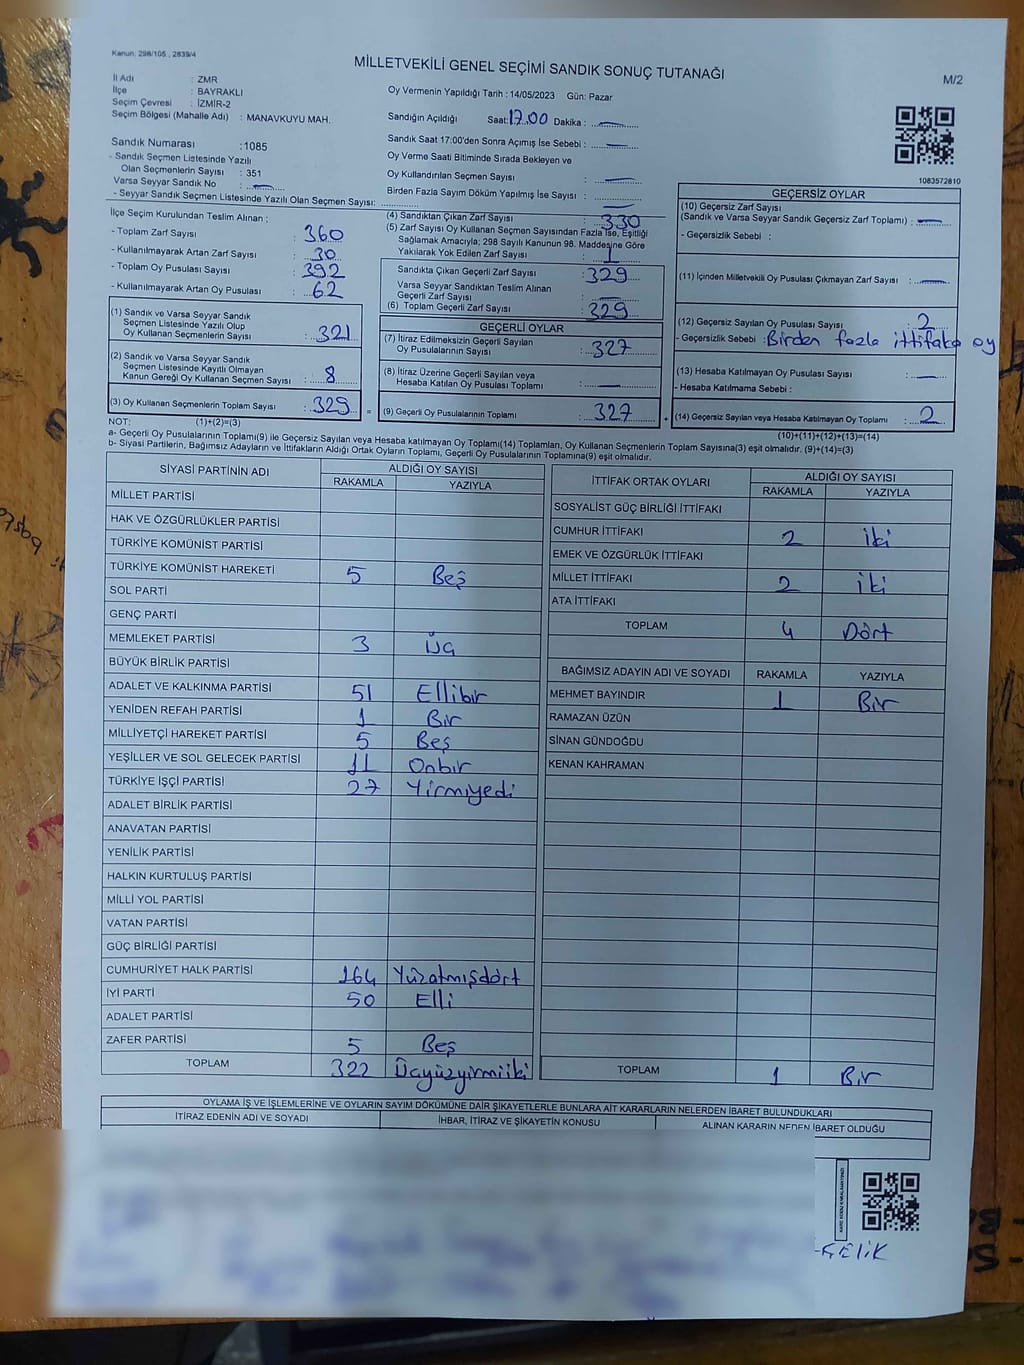 Kanun: 298/105 , 2839/4
MİLLETVEKİLİ GENEL SEÇİMİ SANDIK SONUÇ TUTANAĞI
M/2
İl Adı : ZMR
İlçe : BAYRAKLI
Seçim Çevresi : İZMİR-2
Seçim Bölgesi (Mahalle Adı) : MANAVKUYU MAH.
Sandık Numarası :1085
- Sandık Seçmen Listesinde Yazılı
Olan Seçmenlerin Sayısı : 351
Varsa Seyyar Sandık No :
- Seyyar Sandık Seçmen Listesinde Yazılı Olan Seçmen Sayısı:
Oy Vermenin Yapıldığı Tarih : 14/05/2023 Gün: Pazar
Sandığın Açıldığı Saat: 17.00 Dakika :
Sandık Saat 17:00'den Sonra Açımış İse Sebebi :
Oy Verme Saati Bitiminde Sırada Bekleyen ve
Oy Kullandırılan Seçmen Sayısı :
Birden Fazla Sayım Döküm Yapılmış İse Sayısı :
1083572810
İlçe Seçim Kurulundan Teslim Alınan :
- Toplam Zarf Sayısı : 360
- Kullanılmayarak Artan Zarf Sayısı : 30
- Toplam Oy Pusulası Sayısı : 392
- Kullanılmayarak Artan Oy Pusulası : 62
(1) Sandık ve Varsa Seyyar Sandık
Seçmen Listesinde Yazılı Olup
Oy Kullanan Seçmenlerin Sayısı : 321
(2) Sandık ve Varsa Seyyar Sandık
Seçmen Listesinde Kayıtlı Olmayan
Kanun Gereği Oy Kullanan Seçmen Sayısı : 8
(3) Oy Kullanan Seçmenlerin Toplam Sayısı : 329
(4) Sandıktan Çıkan Zarf Sayısı : 330
(5) Zarf Sayısı Oy Kullanan Seçmen Sayısından Fazla İse, Eşitliği
Sağlamak Amacıyla; 298 Sayılı Kanunun 98. Maddesine Göre
Yakılarak Yok Edilen Zarf Sayısı : 1
Sandıkta Çıkan Geçerli Zarf Sayısı : 329
Varsa Seyyar Sandıktan Teslim Alınan
Geçerli Zarf Sayısı :
(6) Toplam Geçerli Zarf Sayısı : 329
GEÇERLİ OYLAR
(7) İtiraz Edilmeksizin Geçerli Sayılan
Oy Pusulalarının Sayısı : 327
(8) İtiraz Üzerine Geçerli Sayılan veya
Hesaba Katılan Oy Pusulası Toplamı :
= (9) Geçerli Oy Pusulalarının Toplamı : 327 +
GEÇERSİZ OYLAR
(10) Geçersiz Zarf Sayısı
(Sandık ve Varsa Seyyar Sandık Geçersiz Zarf Toplamı) :
- Geçersizlik Sebebi :
(11) İçinden Milletvekili Oy Pusulası Çıkmayan Zarf Sayısı :
(12) Geçersiz Sayılan Oy Pusulası Sayısı : 2
- Geçersizlik Sebebi : Birden fazla ittifaka oy
(13) Hesaba Katılmayan Oy Pusulası Sayısı :
- Hesaba Katılmama Sebebi :
(14) Geçersiz Sayılan veya Hesaba Katılmayan Oy Toplamı : 2
NOT: (1)+(2)=(3)
(10)+(11)+(12)+(13)=(14)
a- Geçerli Oy Pusulalarının Toplamı(9) ile Geçersiz Sayılan veya Hesaba katılmayan Oy Toplamı(14) Toplamları, Oy Kullanan Seçmenlerin Toplam Sayısına(3) eşit olmalıdır. (9)+(14)=(3)
b- Siyasi Partilerin, Bağımsız Adayların ve İttifakların Aldığı Ortak Oyların Toplamı, Geçerli Oy Pusulalarının Toplamına(9) eşit olmalıdır.
SİYASİ PARTİNİN ADI ALDIĞI OY SAYISI
RAKAMLA YAZIYLA
MİLLET PARTİSİ
HAK VE ÖZGÜRLÜKLER PARTİSİ
TÜRKİYE KOMÜNİST PARTİSİ
TÜRKİYE KOMÜNİST HAREKETİ 5 Beş
SOL PARTİ
GENÇ PARTİ
MEMLEKET PARTİSİ 3 Üç
BÜYÜK BİRLİK PARTİSİ
ADALET VE KALKINMA PARTİSİ 51 Ellibir
YENİDEN REFAH PARTİSİ 1 Bir
MİLLİYETÇİ HAREKET PARTİSİ 5 Beş
YEŞİLLER VE SOL GELECEK PARTİSİ 11 Onbir
TÜRKİYE İŞÇİ PARTİSİ 27 Yirmiyedi
ADALET BİRLİK PARTİSİ
ANAVATAN PARTİSİ
YENİLİK PARTİSİ
HALKIN KURTULUŞ PARTİSİ
MİLLİ YOL PARTİSİ
VATAN PARTİSİ
GÜÇ BİRLİĞİ PARTİSİ
CUMHURİYET HALK PARTİSİ 164 Yüzatmışdört
İYİ PARTİ 50 Elli
ADALET PARTİSİ
ZAFER PARTİSİ 5 Beş
TOPLAM 322 Üçyüzyirmiiki
İTTİFAK ORTAK OYLARI ALDIĞI OY SAYISI
RAKAMLA YAZIYLA
SOSYALİST GÜÇ BİRLİĞİ İTTİFAKI
CUMHUR İTTİFAKI 2 İki
EMEK VE ÖZGÜRLÜK İTTİFAKI
MİLLET İTTİFAKI 2 İki
ATA İTTİFAKI
TOPLAM 4 Dört
BAĞIMSIZ ADAYIN ADI VE SOYADI RAKAMLA YAZIYLA
MEHMET BAYINDIR 1 Bir
RAMAZAN ÜZÜN
SİNAN GÜNDOĞDU
KENAN KAHRAMAN
TOPLAM 1 Bir
OYLAMA İŞ VE İŞLEMLERİNE VE OYLARIN SAYIM DÖKÜMÜNE DAİR ŞİKAYETLERLE BUNLARA AİT KARARLARIN NELERDEN İBARET BULUNDUKLARI
İTİRAZ EDENİN ADI VE SOYADI İHBAR, İTİRAZ VE ŞİKAYETİN KONUSU ALINAN KARARIN NEDEN İBARET OLDUĞU
ÇELİK